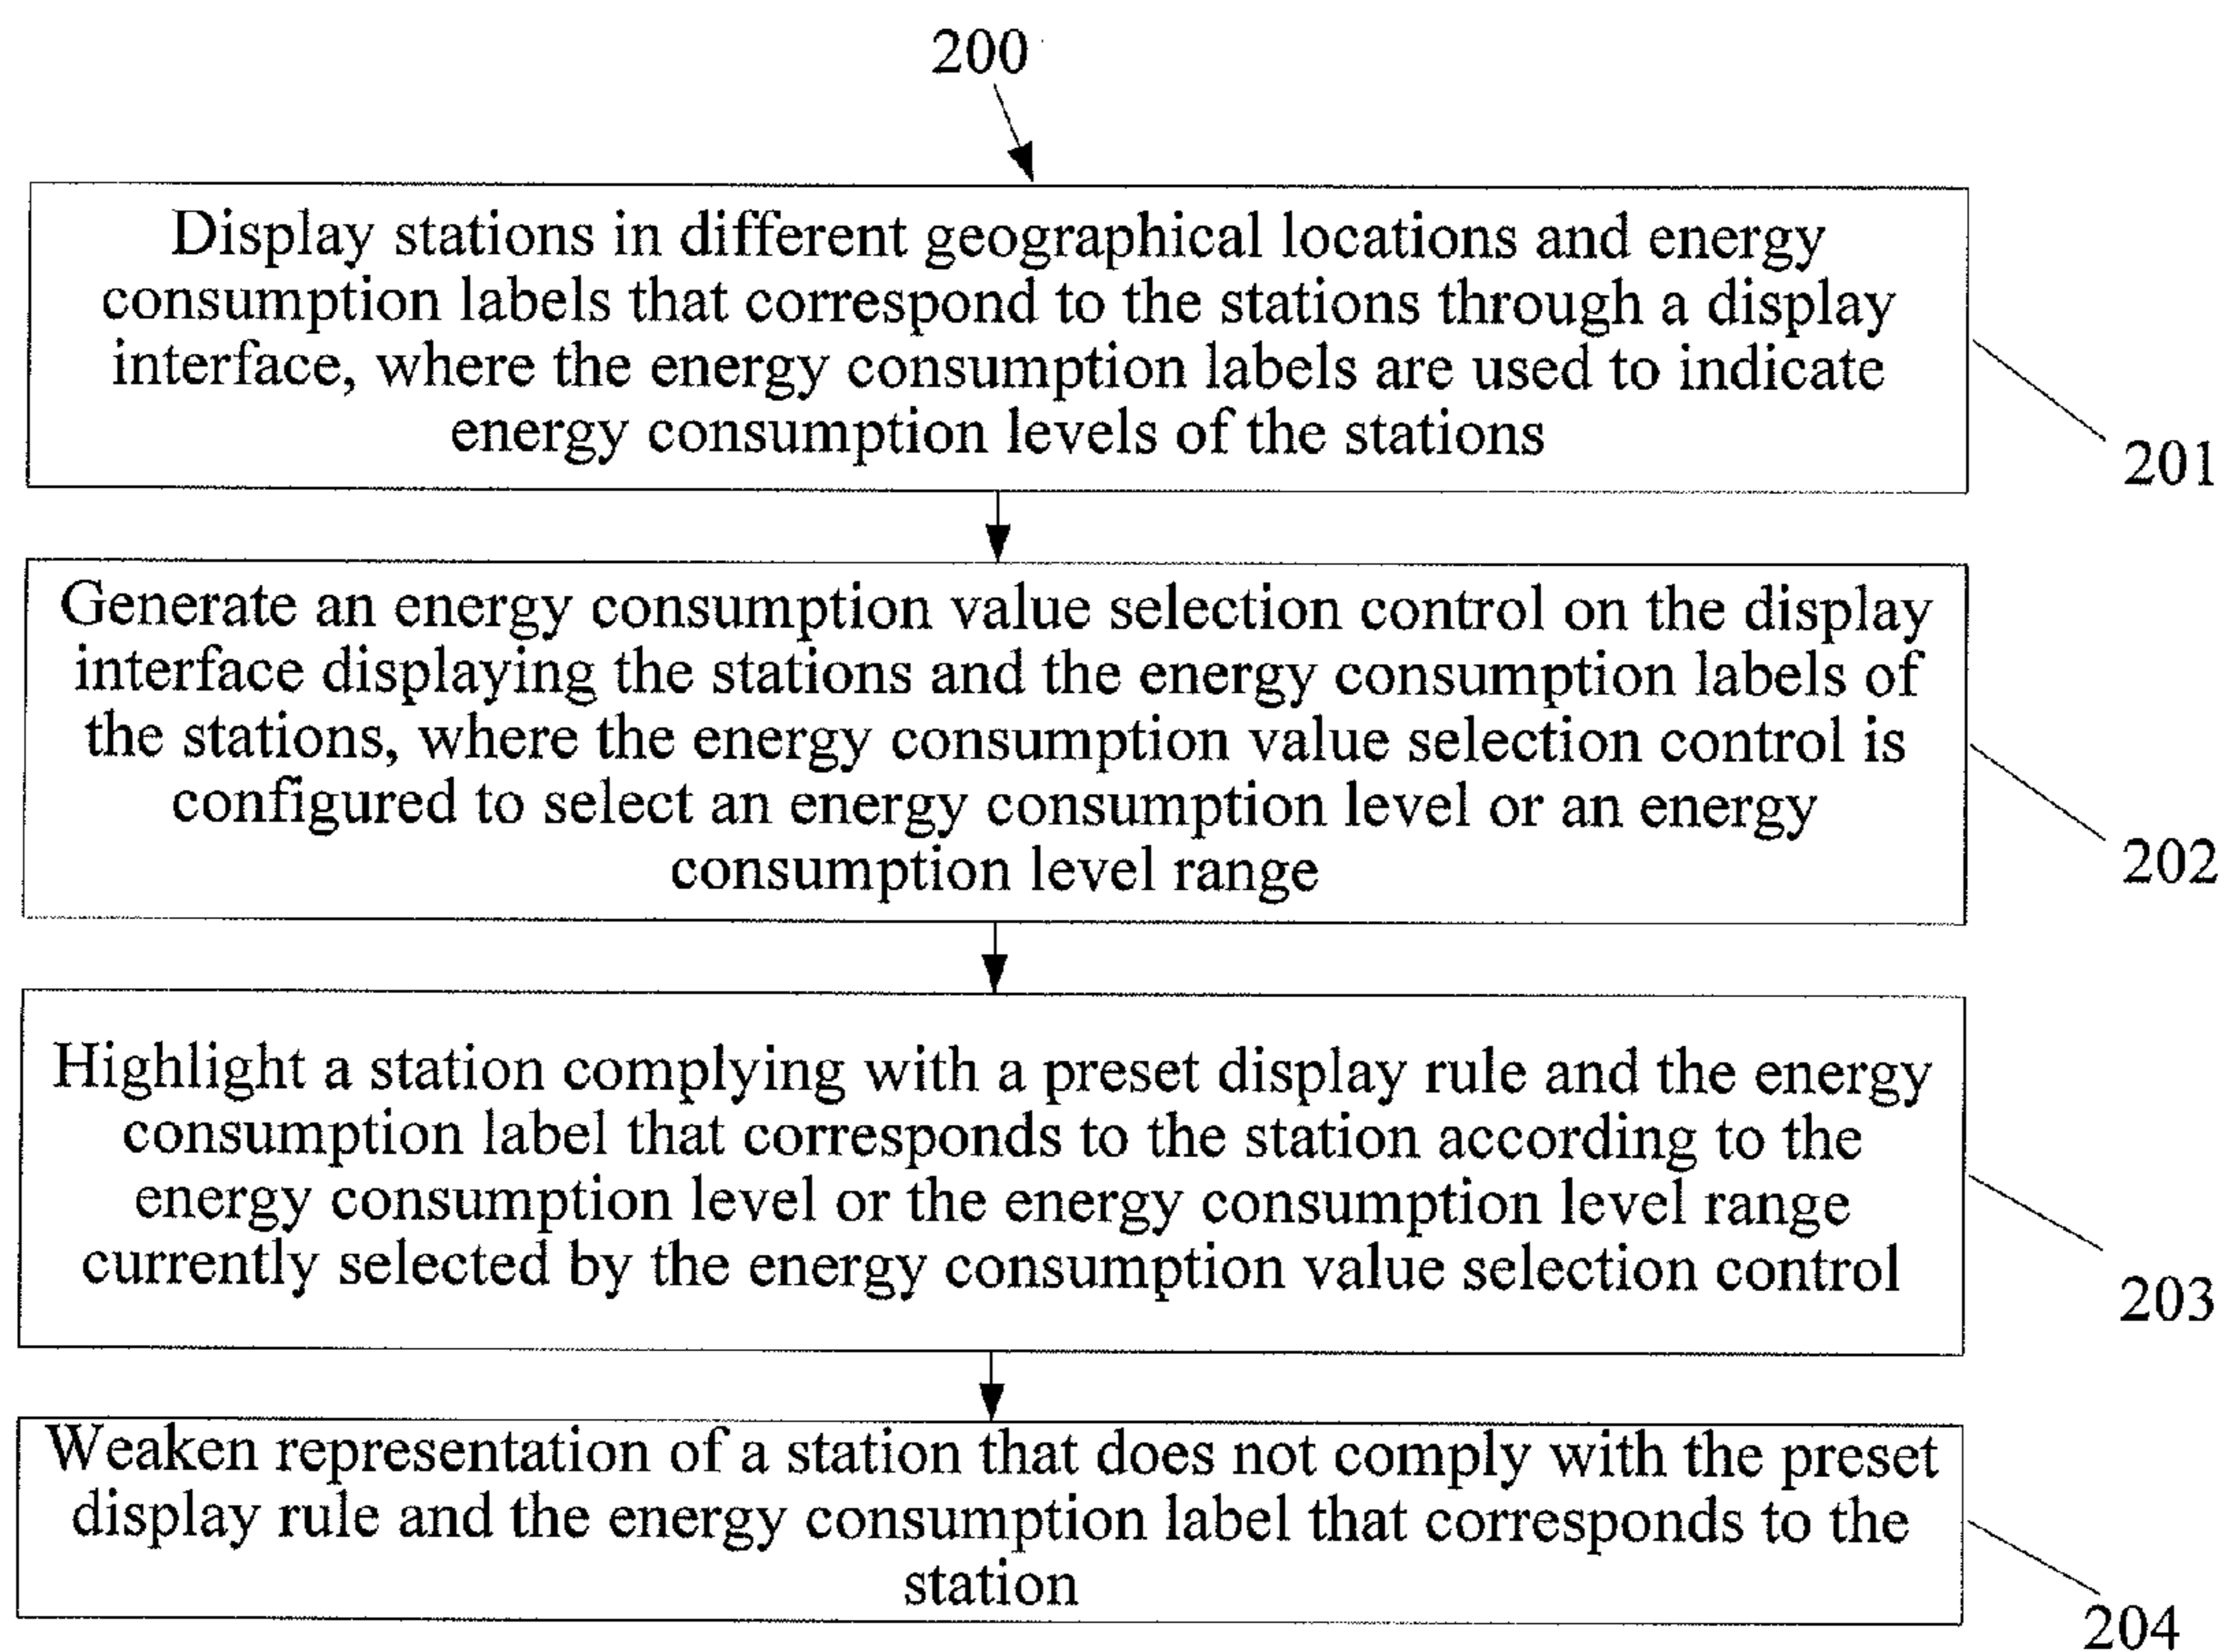 200
Display stations in different geographical locations and energy
consumption labels that correspond to the stations through a display
interface, where the energy consumption labels are used to indicate
energy consumption levels of the stations
201
Generate an energy consumption value selection control on the display
interface displaying the stations and the energy consumption labels of
the stations, where the energy consumption value selection control is
configured to select an energy consumption level or an energy
consumption level range
202
Highlight a station complying with a preset display rule and the energy
consumption label that corresponds to the station according to the
energy consumption level or the energy consumption level range
currently selected by the energy consumption value selection control
203
Weaken representation of a station that does not comply with the preset
display rule and the energy consumption label that corresponds to the
station
204